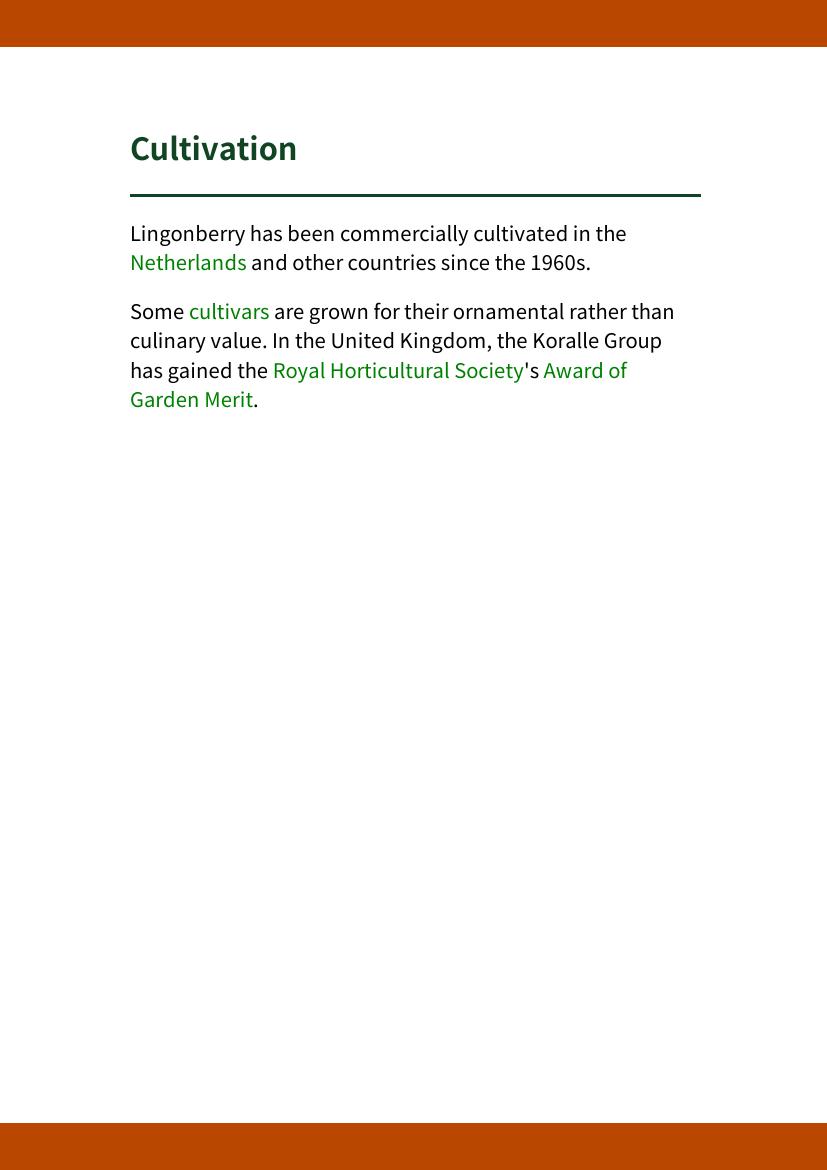 Cultivation
Lingonberry has been commercially cultivated in the
Netherlands and other countries since the 1960s.
Some cultivars are grown for their ornamental rather than
culinary value. In the United Kingdom, the Koralle Group
has gained the Royal Horticultural Society's Award of
Garden Merit.